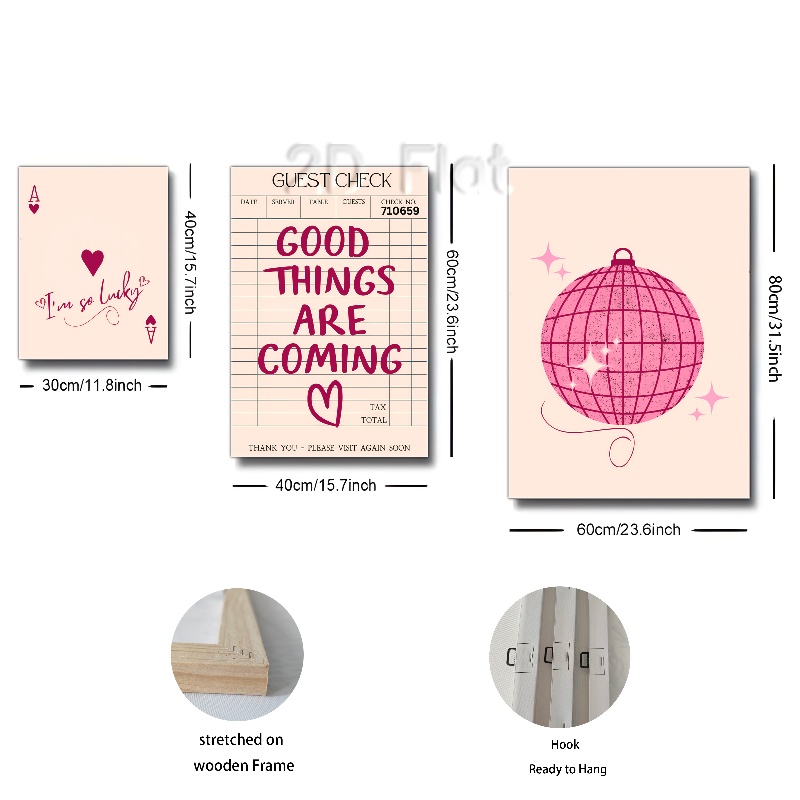 2D Flat
A
I'm so lucky
A
40cm/15.7inch
30cm/11.8inch
GUEST CHECK
DATE SERVER TABLE GUESTS CHECK NO.
710659
GOOD
THINGS
ARE
COMING
TAX
TOTAL
THANK YOU - PLEASE VISIT AGAIN SOON
60cm/23.6inch
40cm/15.7inch
80cm/31.5inch
60cm/23.6inch
stretched on
wooden Frame
Hook
Ready to Hang